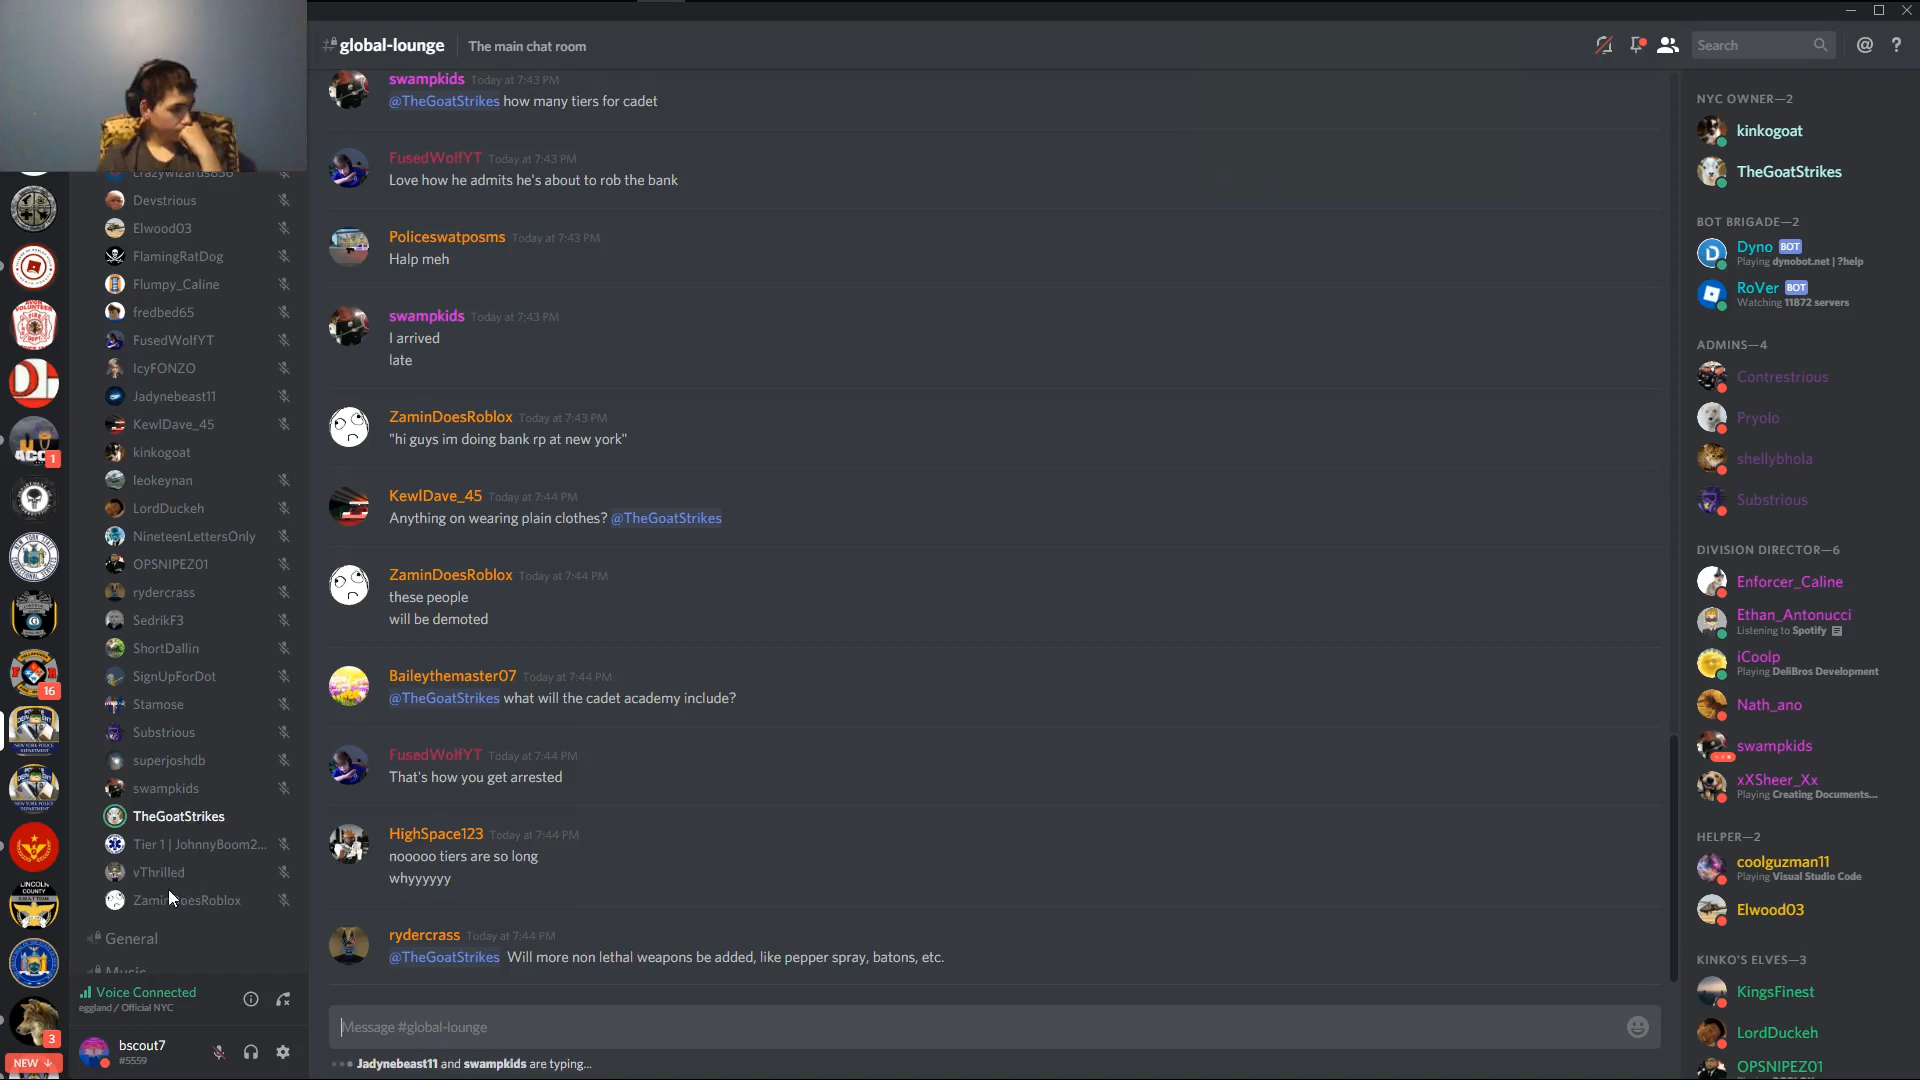 global-lounge
The main chat room
Search
swampkids Today at 7:43 PM
@TheGoatStrikes how many tiers for cadet
FusedWolfYT Today at 7:43 PM
Love how he admits he's about to rob the bank
Policeswatposms Today at 7:43 PM
Halp meh
swampkids Today at 7:43 PM
I arrived
late
ZaminDoesRoblox Today at 7:43 PM
"hi guys im doing bank rp at new york"
KewlDave_45 Today at 7:44 PM
Anything on wearing plain clothes? @TheGoatStrikes
ZaminDoesRoblox Today at 7:44 PM
these people
will be demoted
Baileythemaster07 Today at 7:44 PM
@TheGoatStrikes what will the cadet academy include?
FusedWolfYT Today at 7:44 PM
That's how you get arrested
HighSpace123 Today at 7:44 PM
nooooo tiers are so long
whyyyyyy
rydercrass Today at 7:44 PM
@TheGoatStrikes Will more non lethal weapons be added, like pepper spray, batons, etc.
Message #global-lounge
Jadynebeast11 and swampkids are typing...
Devstrious
Elwood03
FlamingRatDog
Flumpy_Caline
fredbed65
FusedWolfYT
IcyFONZO
Jadynebeast11
KewlDave_45
kinkogoat
leokeynan
LordDuckeh
NineteenLettersOnly
OPSNIPEZ01
rydercrass
SedrikF3
ShortDallin
SignUpForDot
Stamose
Substrious
superjoshdb
swampkids
TheGoatStrikes
Tier 1 | JohnnyBoom2...
vThrilled
ZaminDoesRoblox
General
Music
Voice Connected
eggland / Official NYC
bscout7
#5559
1
16
3
NEW
NYC OWNER—2
kinkogoat
TheGoatStrikes
BOT BRIGADE—2
Dyno BOT
Playing dynobot.net | ?help
RoVer BOT
Watching 11872 servers
ADMINS—4
Contrestrious
Pryolo
shellybhola
Substrious
DIVISION DIRECTOR—6
Enforcer_Caline
Ethan_Antonucci
Listening to Spotify
iCoolp
Playing DeliBros Development
Nath_ano
swampkids
xXSheer_Xx
Playing Creating Documents...
HELPER—2
coolguzman11
Playing Visual Studio Code
Elwood03
KINKO'S ELVES—3
KingsFinest
LordDuckeh
OPSNIPEZ01